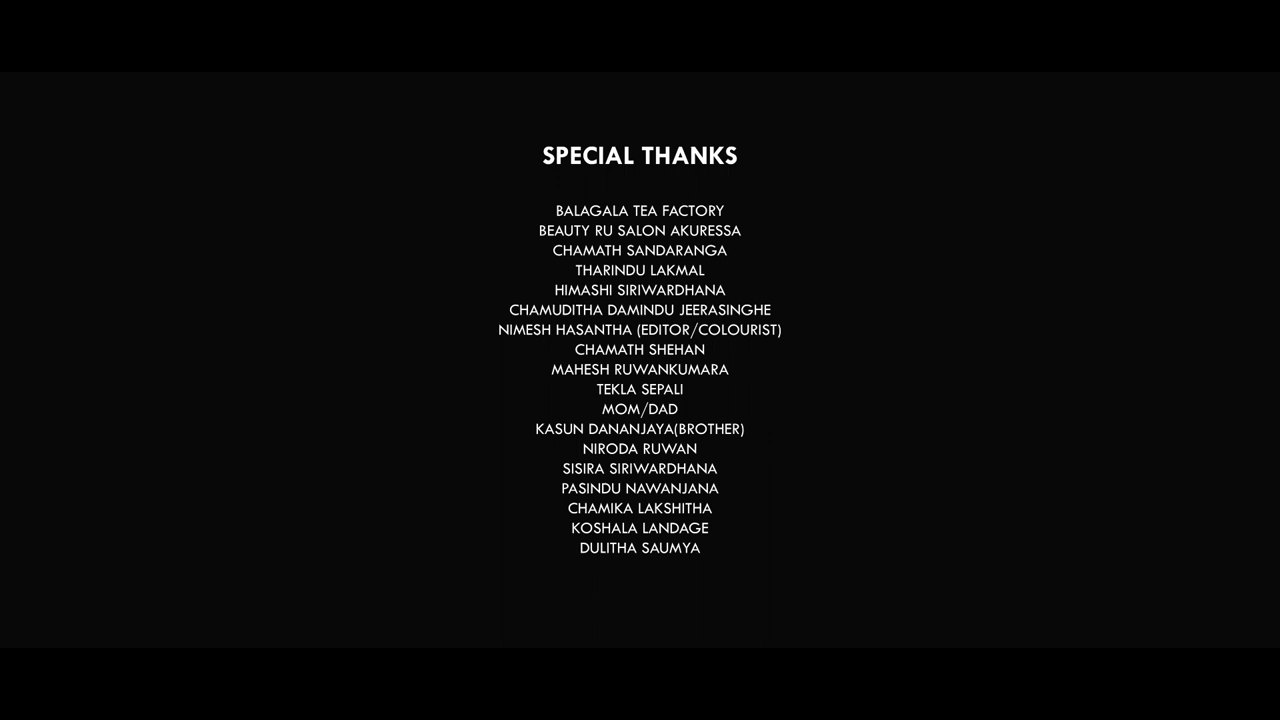 SPECIAL THANKS
BALAGALA TEA FACTORY
BEAUTY RU SALON AKURESSA
CHAMATH SANDARANGA
THARINDU LAKMAL
HIMASHI SIRIWARDHANA
CHAMUDITHA DAMINDU JEERASINGHE
NIMESH HASANTHA (EDITOR/COLOURIST)
CHAMATH SHEHAN
MAHESH RUWANKUMARA
TEKLA SEPALI
MOM/DAD
KASUN DANANJAYA(BROTHER)
NIRODA RUWAN
SISIRA SIRIWARDHANA
PASINDU NAWANJANA
CHAMIKA LAKSHITHA
KOSHALA LANDAGE
DULITHA SAUMYA